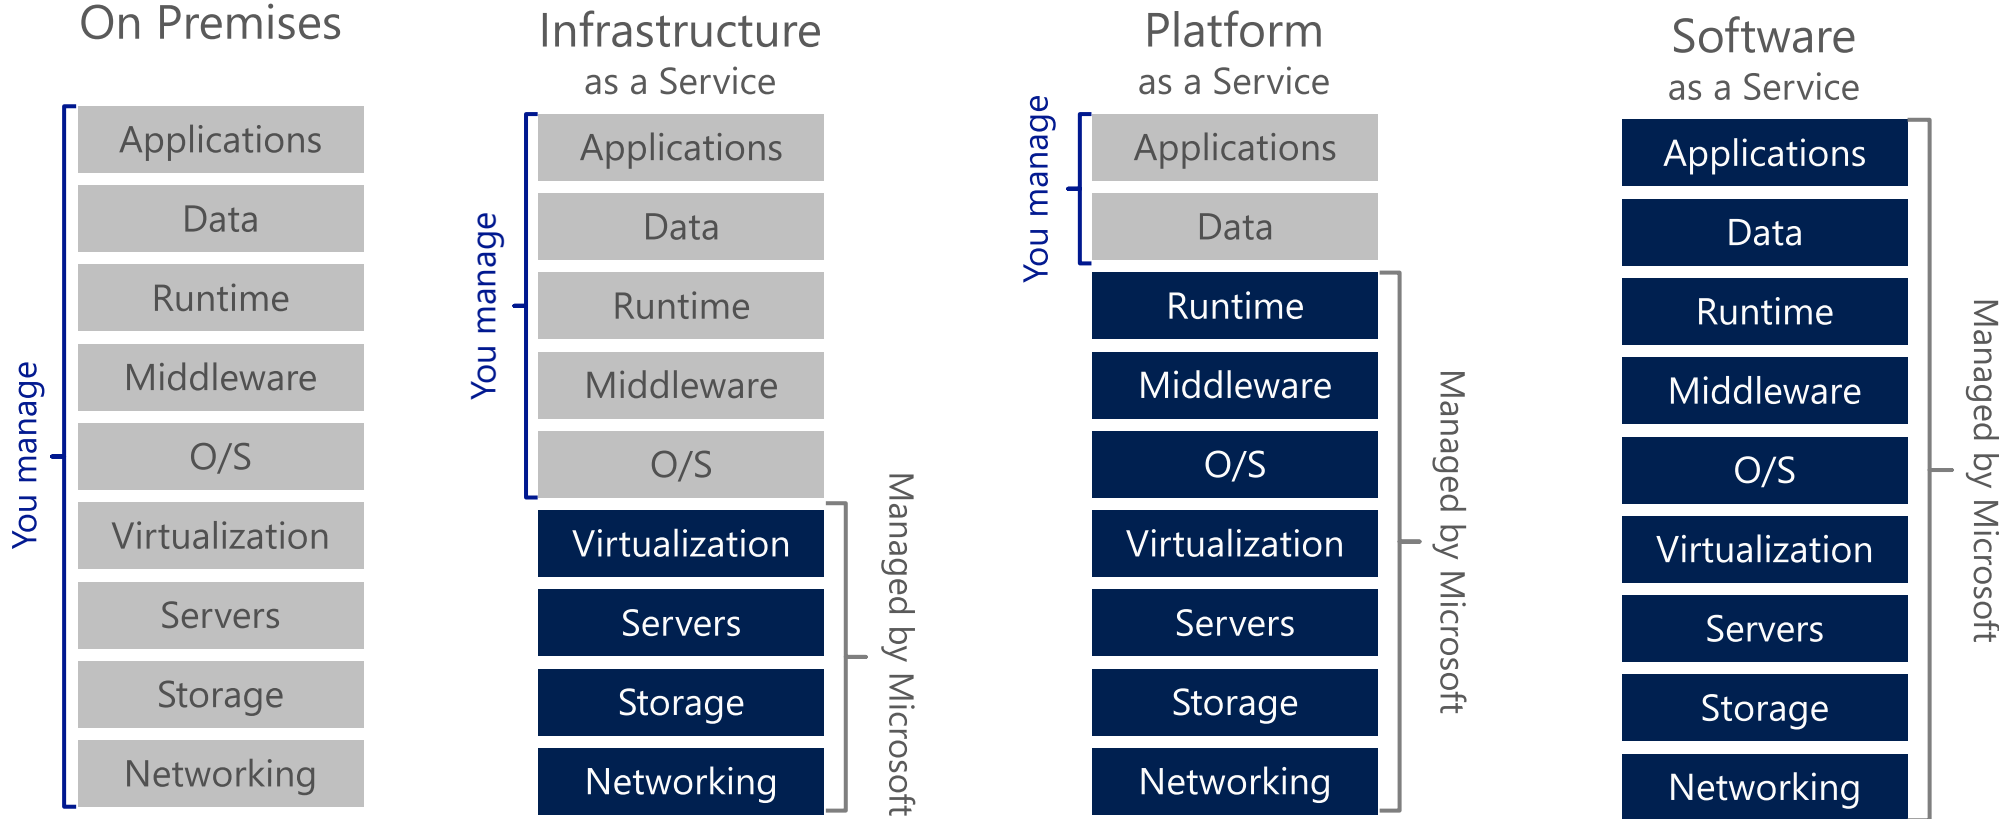 On Premises
You manage
Applications
Data
Runtime
Middleware
O/S
Virtualization
Servers
Storage
Networking
Infrastructure
as a Service
You manage
Applications
Data
Runtime
Middleware
O/S
Virtualization
Servers
Storage
Networking
Managed by Microsoft
Platform
as a Service
You manage
Applications
Data
Runtime
Middleware
O/S
Virtualization
Servers
Storage
Networking
Managed by Microsoft
Software
as a Service
Applications
Data
Runtime
Middleware
O/S
Virtualization
Servers
Storage
Networking
Managed by Microsoft